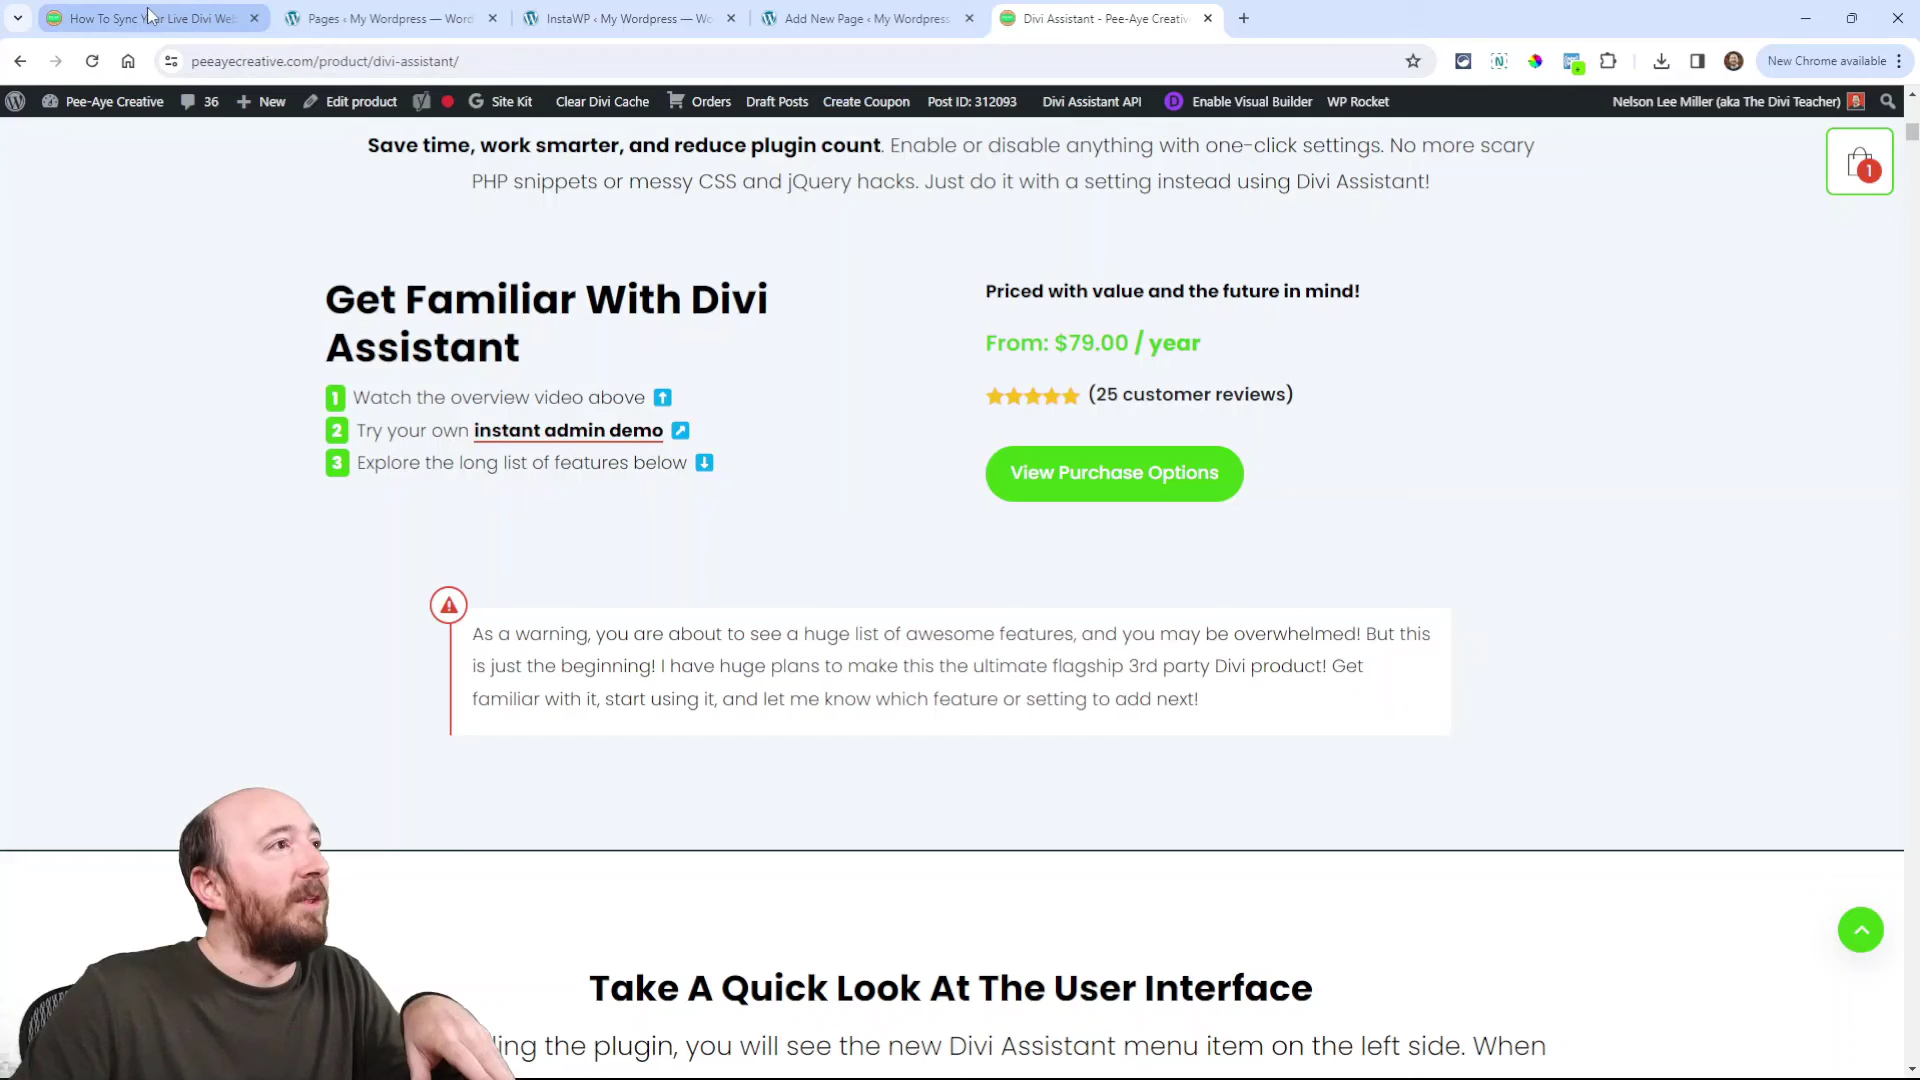 How To Sync Your Live Divi Web
Pages ‹ My Wordpress — Word
InstaWP ‹ My Wordpress — Wo
Add New Page ‹ My Wordpress
Divi Assistant - Pee-Aye Creativ
peeayecreative.com/product/divi-assistant/
New Chrome available
Pee-Aye Creative 36 New Edit product Site Kit Clear Divi Cache Orders Draft Posts Create Coupon Post ID: 312093 Divi Assistant API Enable Visual Builder WP Rocket Nelson Lee Miller (aka The Divi Teacher)
Save time, work smarter, and reduce plugin count. Enable or disable anything with one-click settings. No more scary
PHP snippets or messy CSS and jQuery hacks. Just do it with a setting instead using Divi Assistant!
1
Get Familiar With Divi
Assistant
1 Watch the overview video above
2 Try your own instant admin demo
3 Explore the long list of features below
Priced with value and the future in mind!
From: $79.00 / year
(25 customer reviews)
View Purchase Options
As a warning, you are about to see a huge list of awesome features, and you may be overwhelmed! But this
is just the beginning! I have huge plans to make this the ultimate flagship 3rd party Divi product! Get
familiar with it, start using it, and let me know which feature or setting to add next!
Take A Quick Look At The User Interface
ling the plugin, you will see the new Divi Assistant menu item on the left side. When